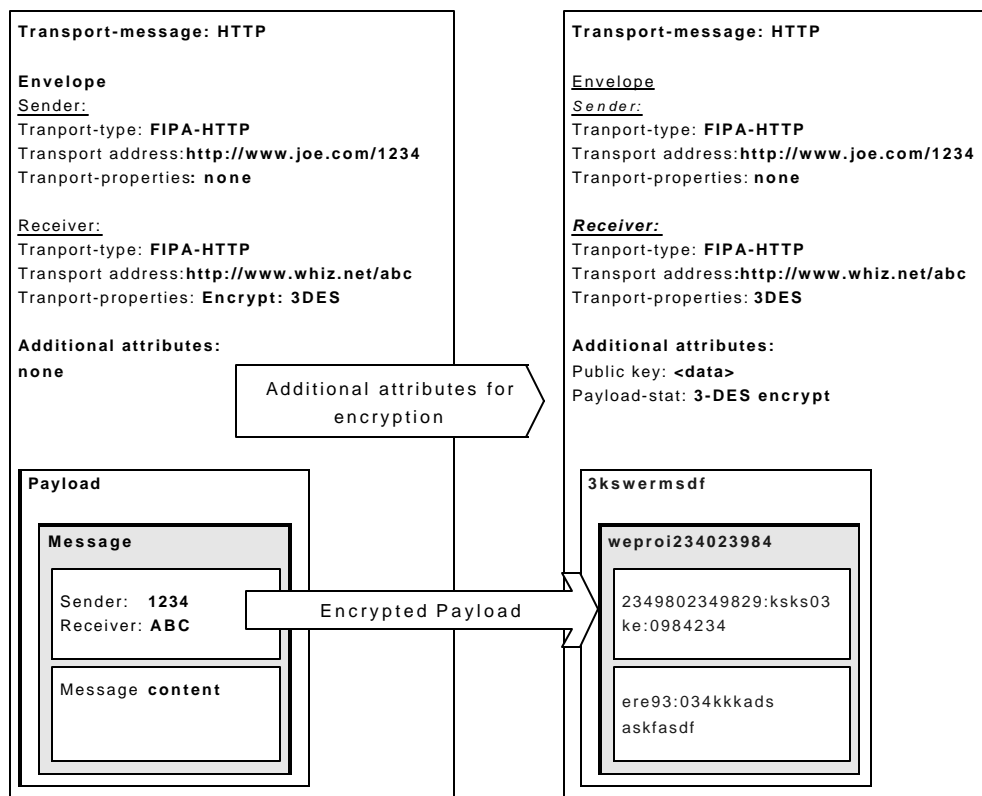 Transport-message: HTTP
Envelope
Sender:
Tranport-type: FIPA-HTTP
Transport address:http://www.joe.com/1234
Tranport-properties: none
Receiver:
Tranport-type: FIPA-HTTP
Transport address:http://www.whiz.net/abc
Tranport-properties: Encrypt: 3DES
Additional attributes:
none
Additional attributes for
encryption
Payload
Message
Sender: 1234
Receiver: ABC
Message content
Encrypted Payload
Transport-message: HTTP
Envelope
Sender:
Tranport-type: FIPA-HTTP
Transport address:http://www.joe.com/1234
Tranport-properties: none
Receiver:
Tranport-type: FIPA-HTTP
Transport address:http://www.whiz.net/abc
Tranport-properties: 3DES
Additional attributes:
Public key: <data>
Payload-stat: 3-DES encrypt
3kswermsdf
weproi234023984
2349802349829:ksks03
ke:0984234
ere93:034kkkads
askfasdf